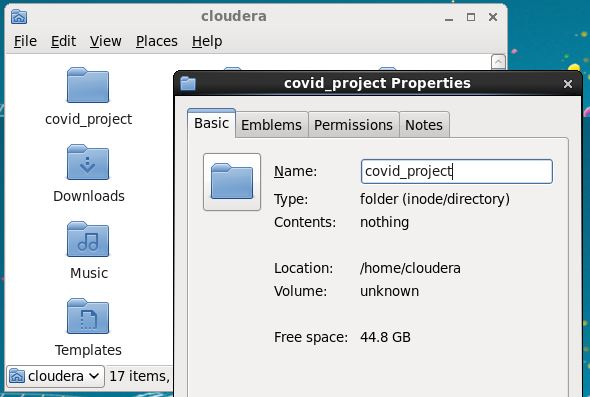 cloudera
File Edit View Places Help
covid_project
Downloads
Music
Templates
cloudera 17 items,
covid_project Properties
Basic Emblems Permissions Notes
Name: covid_project
Type: folder (inode/directory)
Contents: nothing
Location: /home/cloudera
Volume: unknown
Free space: 44.8 GB